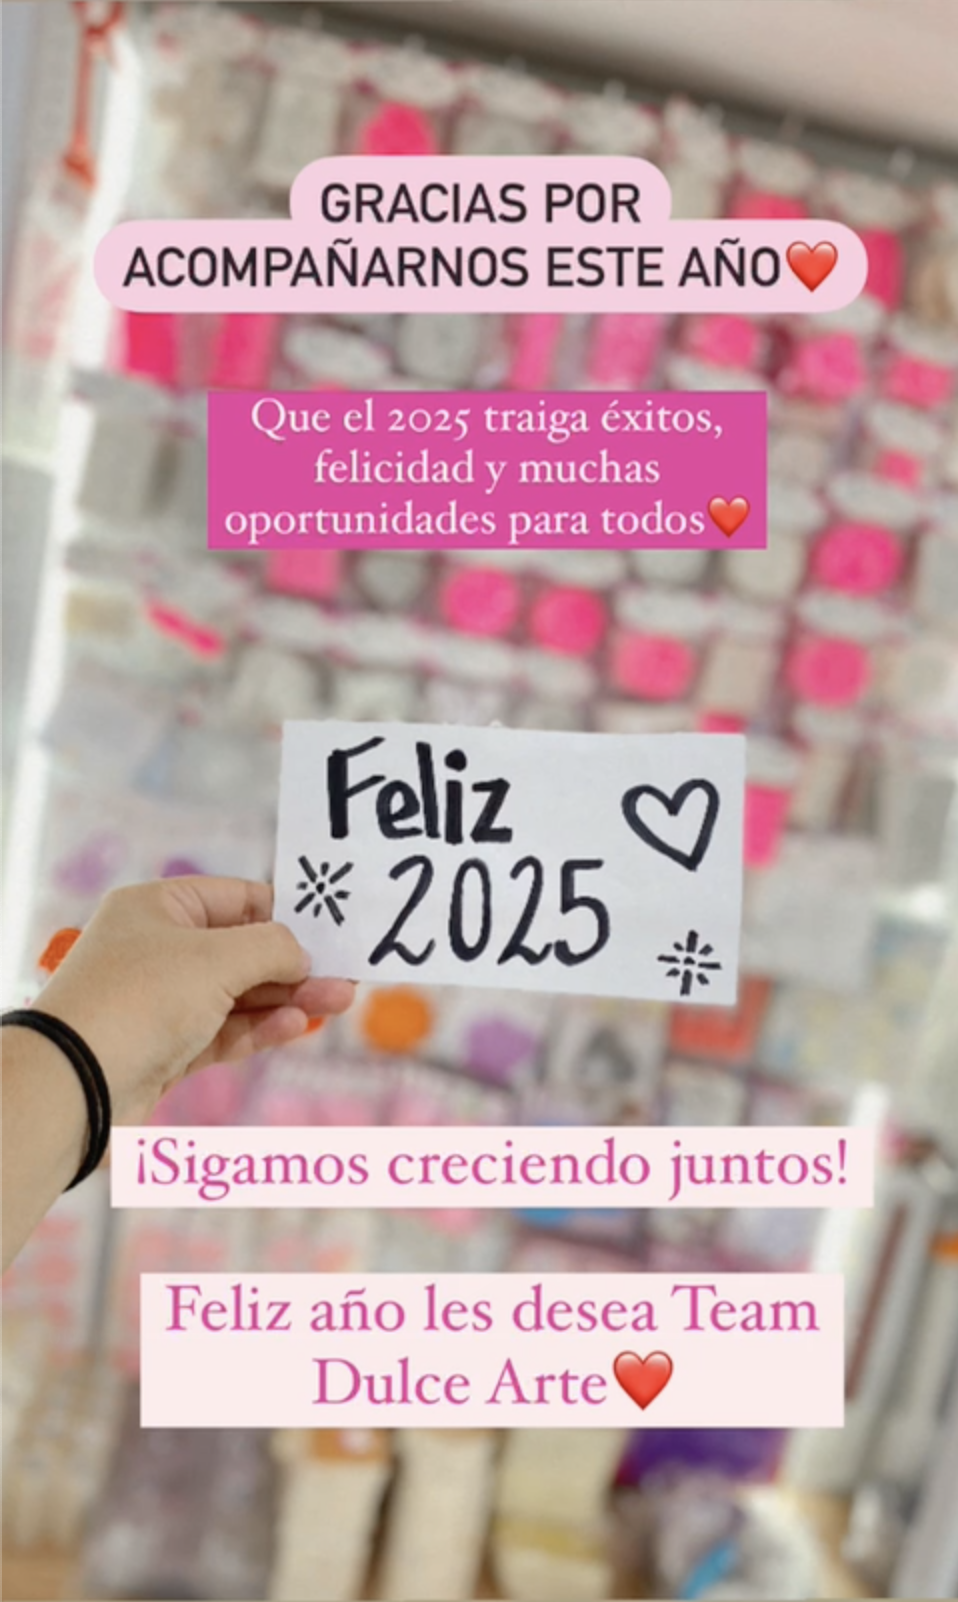 GRACIAS POR
ACOMPAÑARNOS ESTE AÑO❤️
Que el 2025 traiga éxitos,
felicidad y muchas
oportunidades para todos❤️
Feliz
2025
¡Sigamos creciendo juntos!
Feliz año les desea Team
Dulce Arte❤️